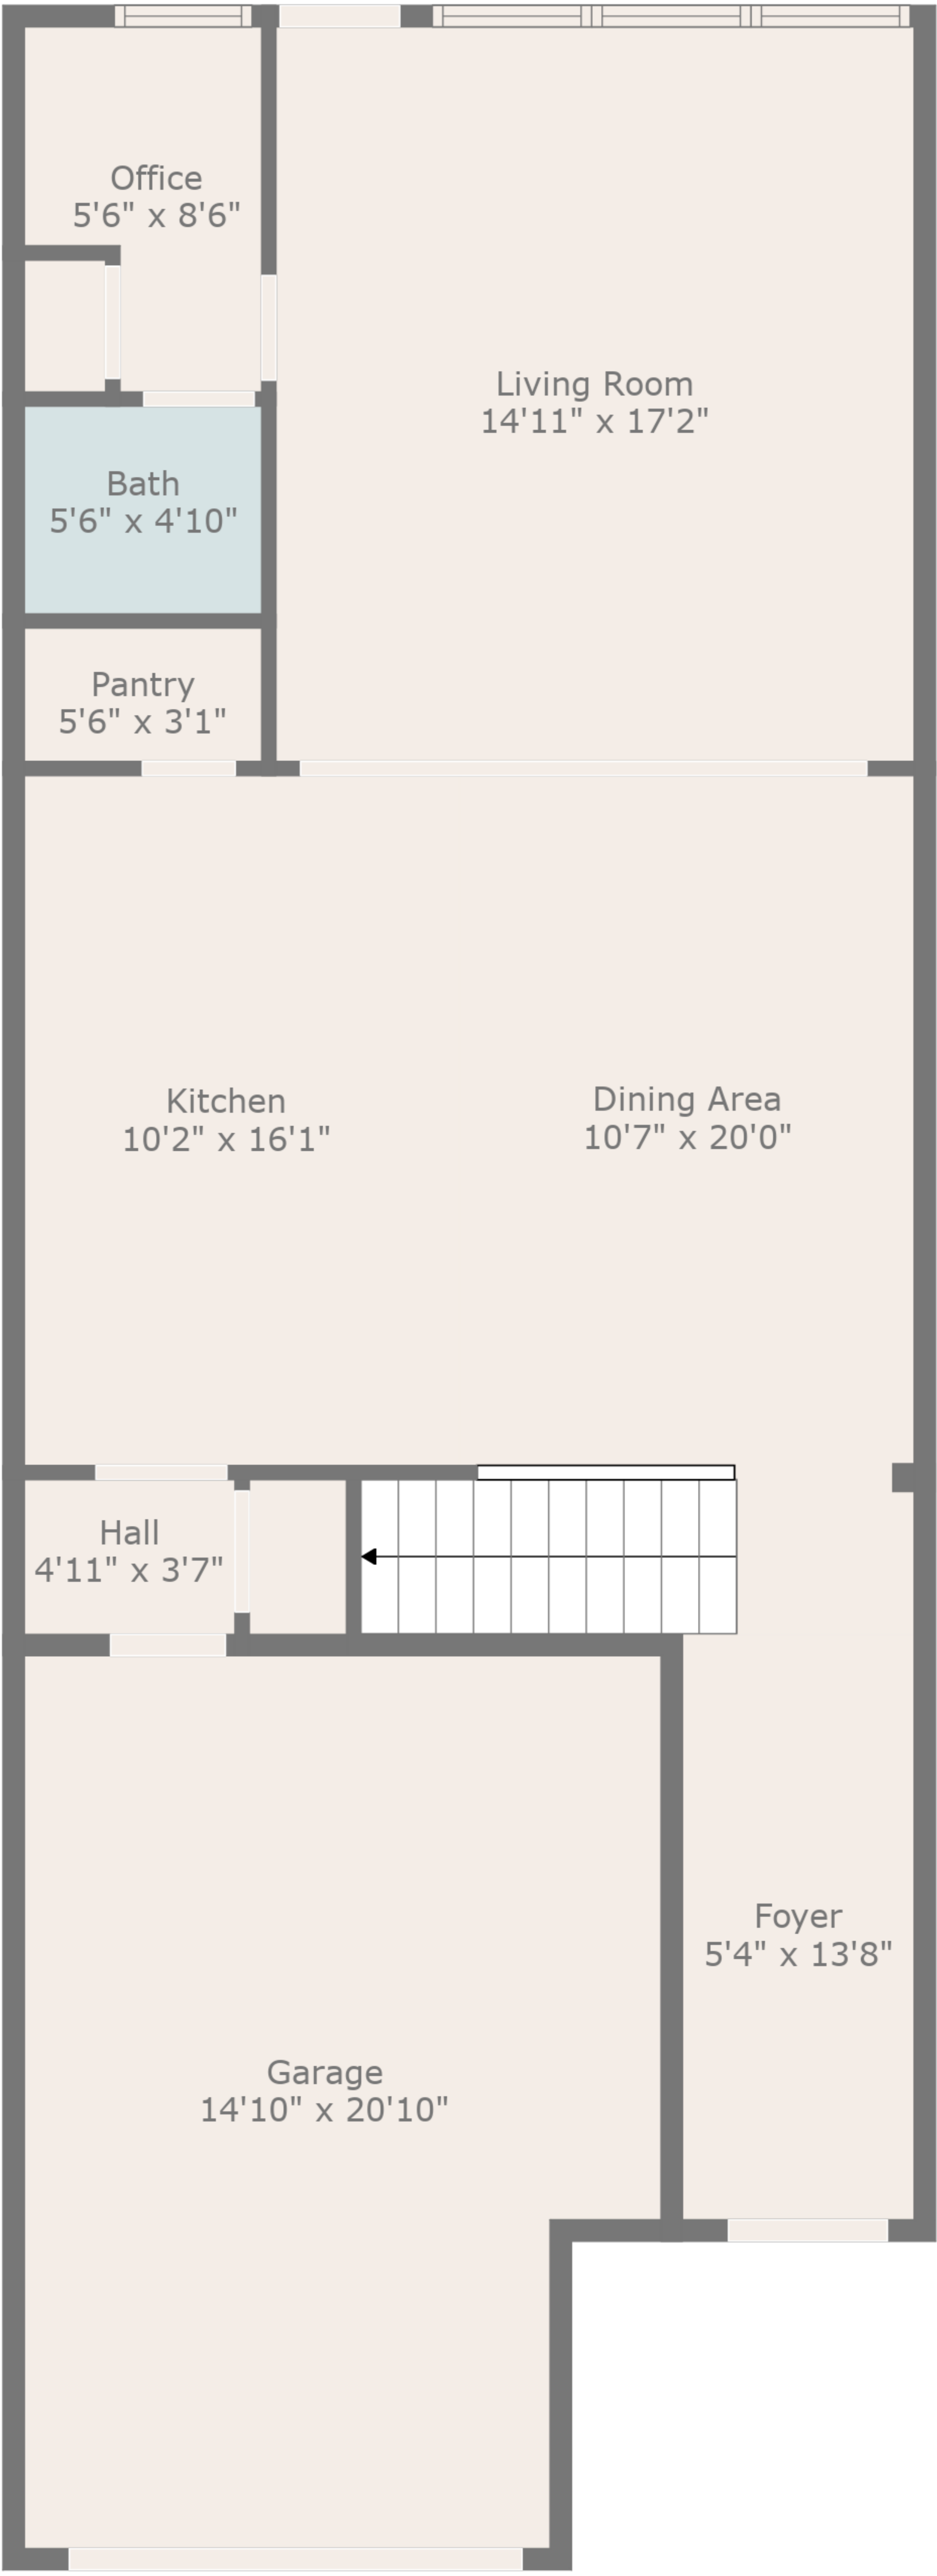 Office
5'6" x 8'6"
Living Room
14'11" x 17'2"
Bath
5'6" x 4'10"
Pantry
5'6" x 3'1"
Kitchen
10'2" x 16'1"
Dining Area
10'7" x 20'0"
Hall
4'11" x 3'7"
Foyer
5'4" x 13'8"
Garage
14'10" x 20'10"